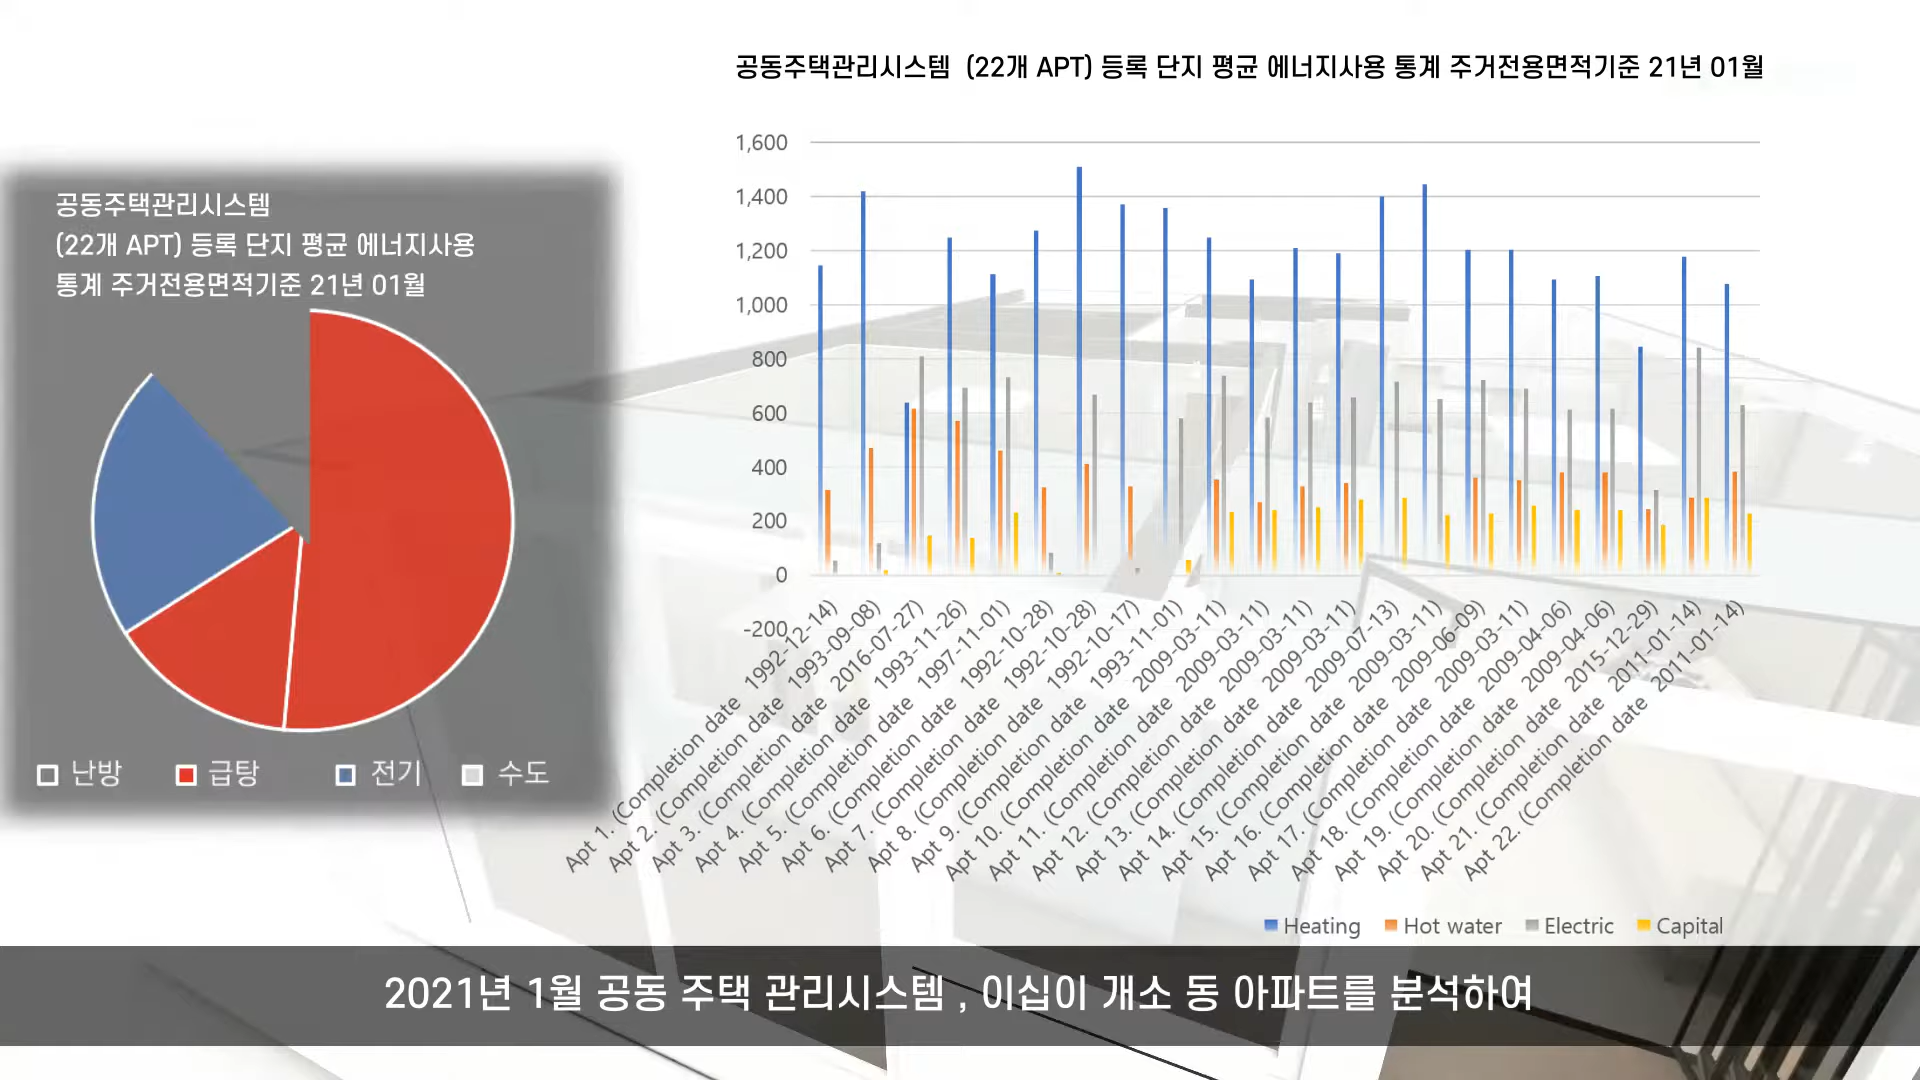 공동주택관리시스템 (22개 APT) 등록 단지 평균 에너지사용 통계 주거전용면적기준 21년 01월
공동주택관리시스템
(22개 APT) 등록 단지 평균 에너지사용
통계 주거전용면적기준 21년 01월
난방 급탕 전기 수도
1,600
1,400
1,200
1,000
800
600
400
200
0
-200
Apt 1. (Completion date 1992-12-14)
Apt 2. (Completion date 1993-09-08)
Apt 3. (Completion date 2016-07-27)
Apt 4. (Completion date 1993-11-26)
Apt 5. (Completion date 1997-11-01)
Apt 6. (Completion date 1992-10-28)
Apt 7. (Completion date 1992-10-28)
Apt 8. (Completion date 1992-10-17)
Apt 9. (Completion date 1993-11-01)
Apt 10. (Completion date 2009-03-11)
Apt 11. (Completion date 2009-03-11)
Apt 12. (Completion date 2009-03-11)
Apt 13. (Completion date 2009-03-11)
Apt 14. (Completion date 2009-07-13)
Apt 15. (Completion date 2009-03-11)
Apt 16. (Completion date 2009-06-09)
Apt 17. (Completion date 2009-03-11)
Apt 18. (Completion date 2009-04-06)
Apt 19. (Completion date 2009-04-06)
Apt 20. (Completion date 2015-12-29)
Apt 21. (Completion date 2011-01-14)
Apt 22. (Completion date 2011-01-14)
Heating Hot water Electric Capital
2021년 1월 공동 주택 관리시스템 , 이십이 개소 동 아파트를 분석하여